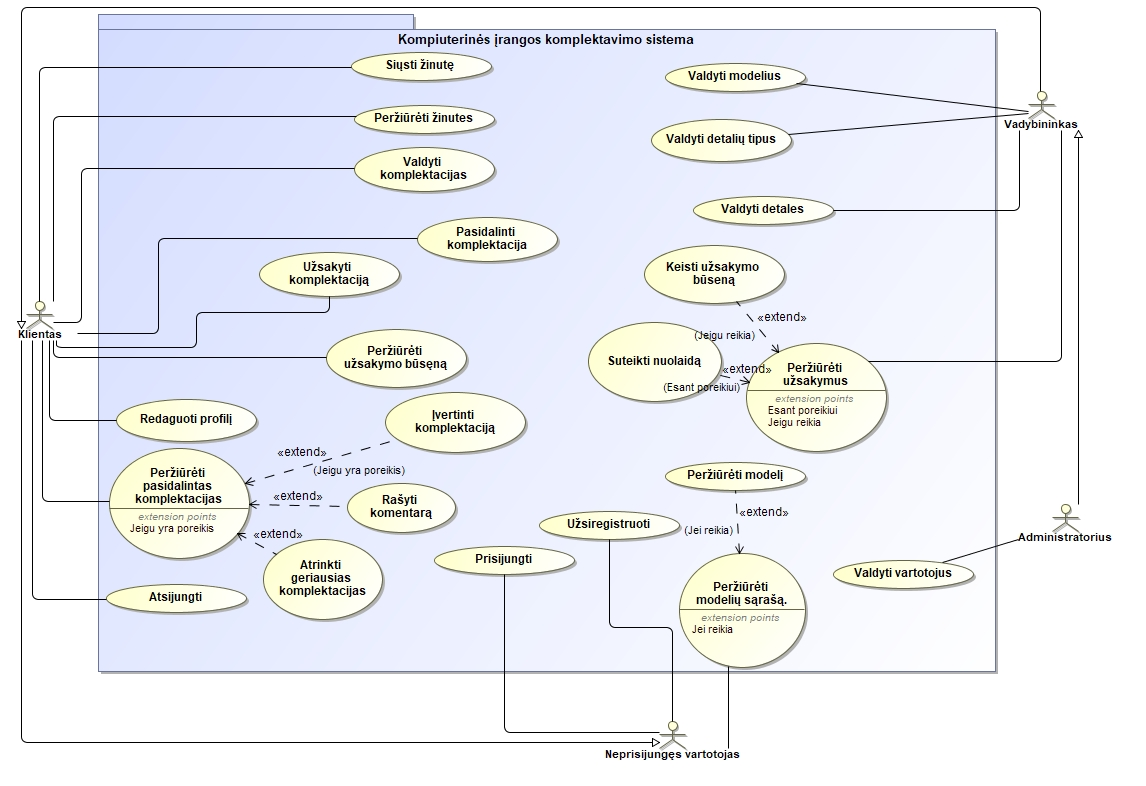 Kompiuterinės įrangos komplektavimo sistema
Siųsti žinutę
Valdyti modelius
Vadybininkas
Peržiūrėti žinutes
Valdyti detalių tipus
Valdyti
komplektacijas
Valdyti detales
Pasidalinti
komplektacija
Užsakyti
komplektaciją
Keisti užsakymo
būseną
«extend»
(Jeigu reikia)
Klientas
Peržiūrėti
užsakymo būseną
Suteikti nuolaidą
«extend»
(Esant poreikiui)
Peržiūrėti
užsakymus
extension points
Esant poreikiui
Jeigu reikia
Redaguoti profilį
Įvertinti
komplektaciją
«extend»
(Jeigu yra poreikis)
Peržiūrėti
pasidalintas
komplektacijas
extension points
Jeigu yra poreikis
«extend»
Rašyti
komentarą
«extend»
Atrinkti
geriausias
komplektacijas
Peržiūrėti modelį
«extend»
(Jei reikia)
Užsiregistruoti
Prisijungti
Administratorius
Valdyti vartotojus
Atsijungti
Peržiūrėti
modelių sąrašą.
extension points
Jei reikia
Neprisijungęs vartotojas